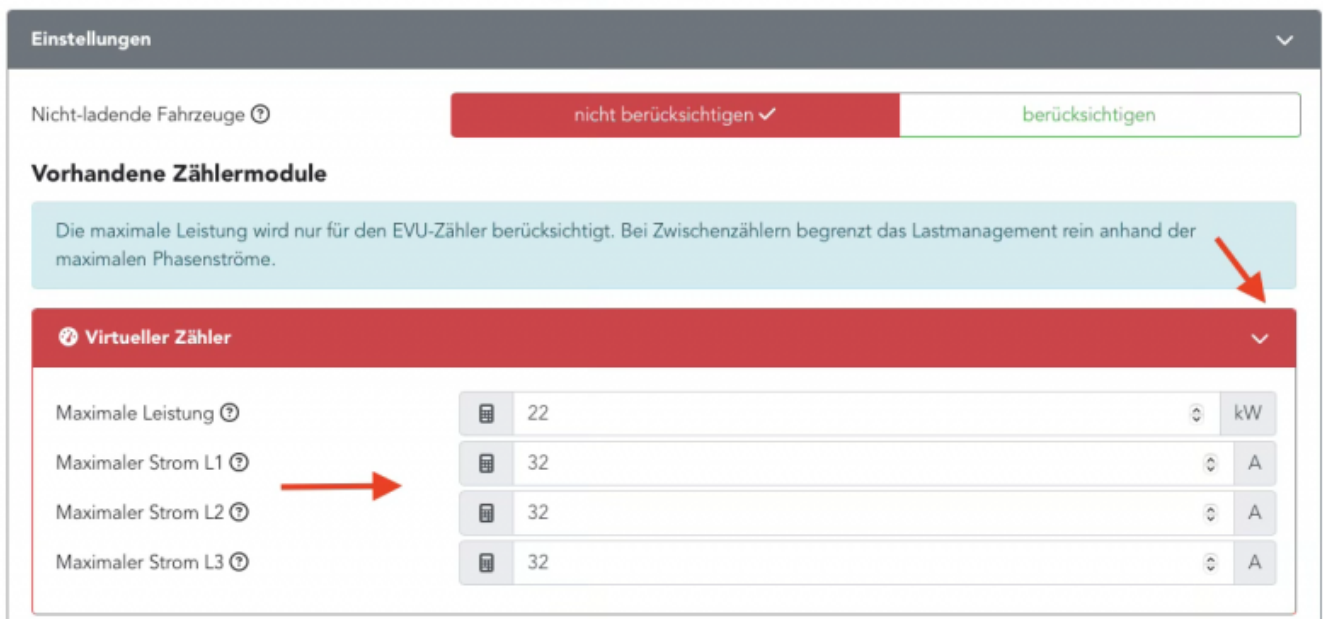 Einstellungen
Nicht-ladende Fahrzeuge
nicht berücksichtigen
berücksichtigen
Vorhandene Zählermodule
Die maximale Leistung wird nur für den EVU-Zähler berücksichtigt. Bei Zwischenzählern begrenzt das Lastmanagement rein anhand der
maximalen Phasenströme.
Virtueller Zähler
Maximale Leistung 22 kW
Maximaler Strom L1 32 A
Maximaler Strom L2 32 A
Maximaler Strom L3 32 A